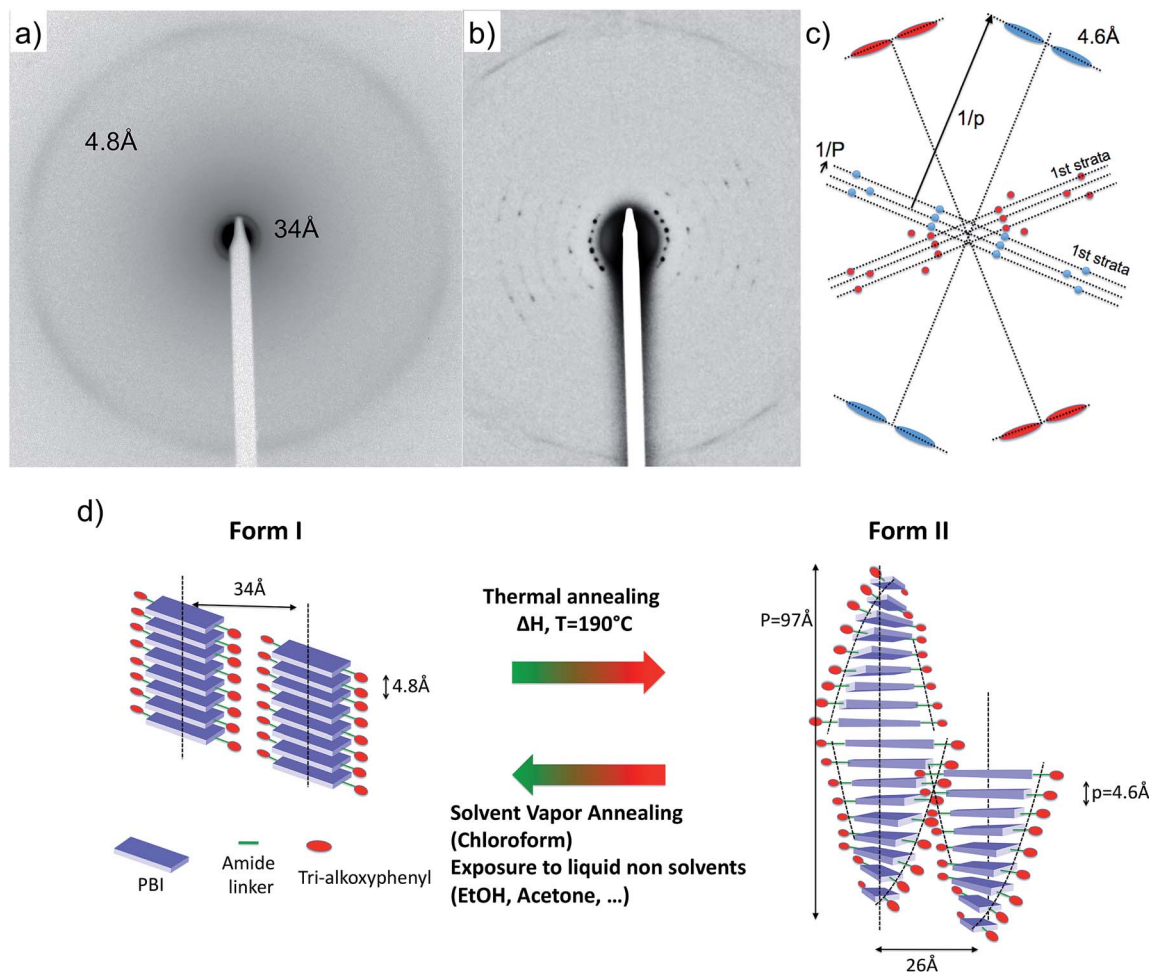 a)
4.8Å
34Å
b)
c)
4.6Å
1/p
1/P
1st strata
1st strata
d)
Form I
34Å
4.8Å
PBI
Amide
linker
Tri-alkoxyphenyl
Thermal annealing
ΔH, T=190°C
Solvent Vapor Annealing
(Chloroform)
Exposure to liquid non solvents
(EtOH, Acetone, ...)
Form II
P=97Å
p=4.6Å
26Å